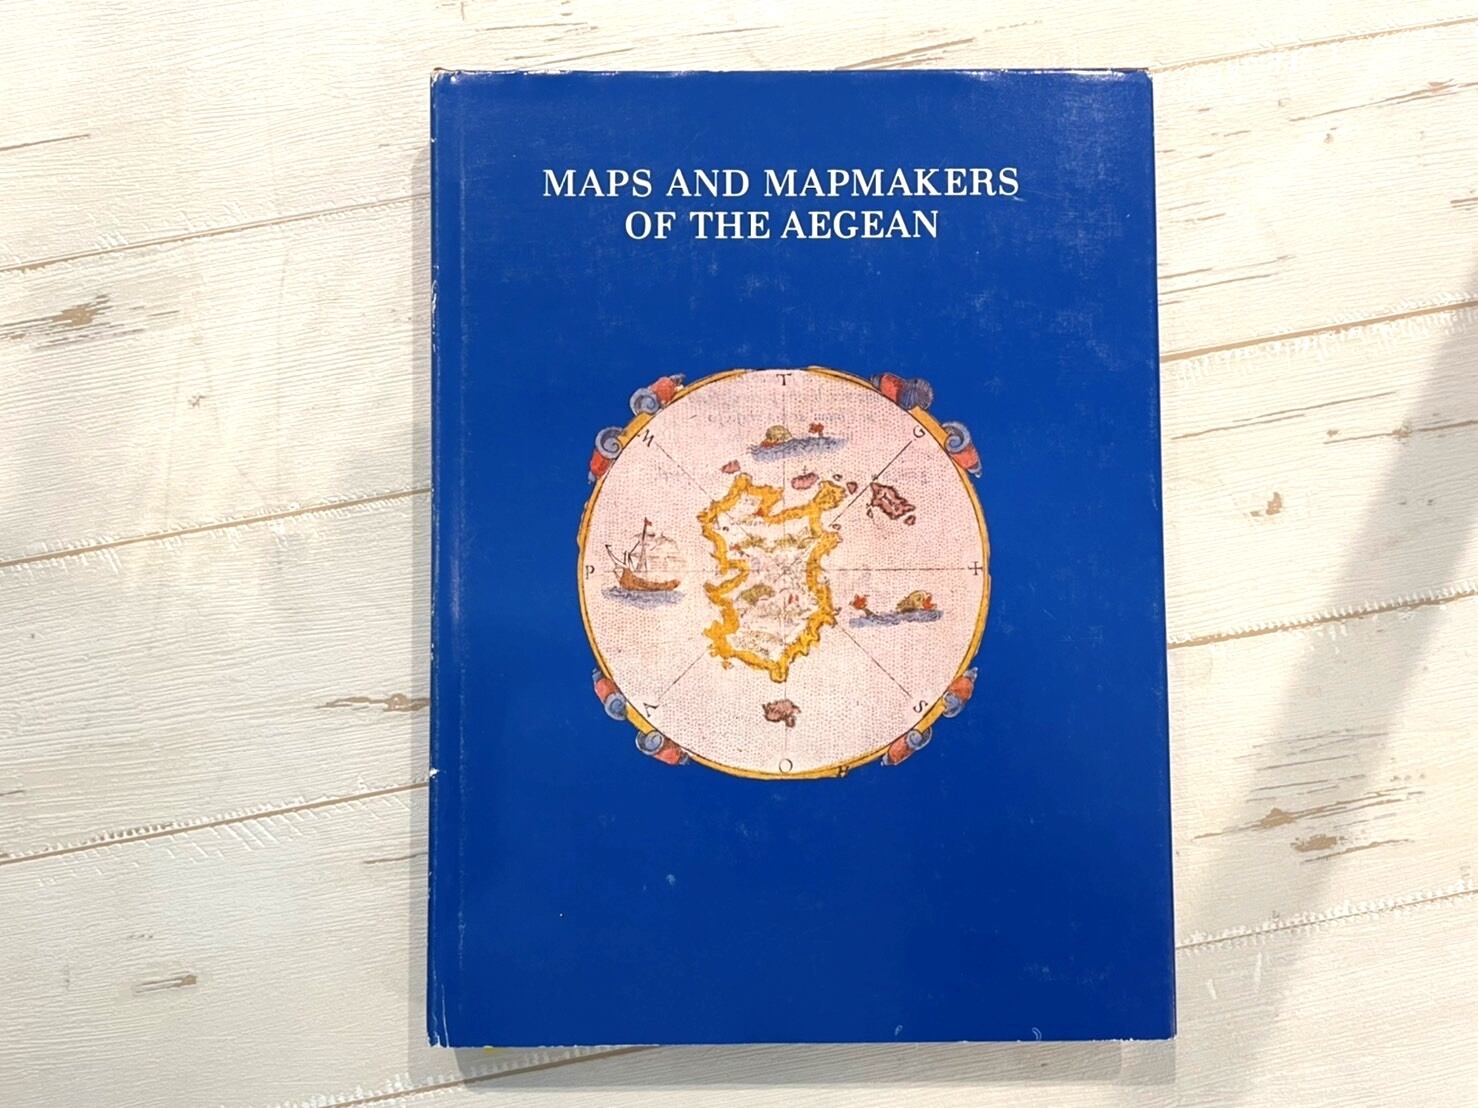 MAPS AND MAPMAKERS
OF THE AEGEAN
T
M
G
P
+
V
S
O